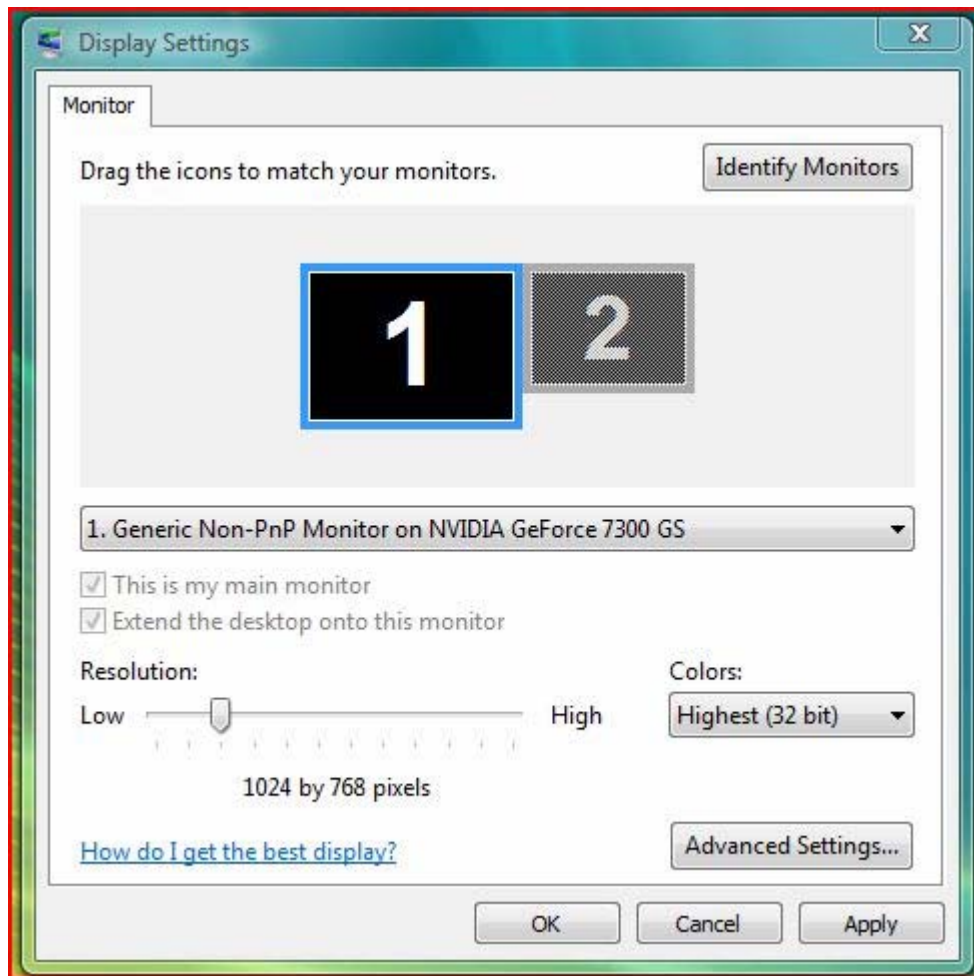 Display Settings
Monitor
Drag the icons to match your monitors.
Identify Monitors
1
2
1. Generic Non-PnP Monitor on NVIDIA GeForce 7300 GS
This is my main monitor
Extend the desktop onto this monitor
Resolution:
Colors:
Low
High
Highest (32 bit)
1024 by 768 pixels
How do I get the best display?
Advanced Settings...
OK
Cancel
Apply